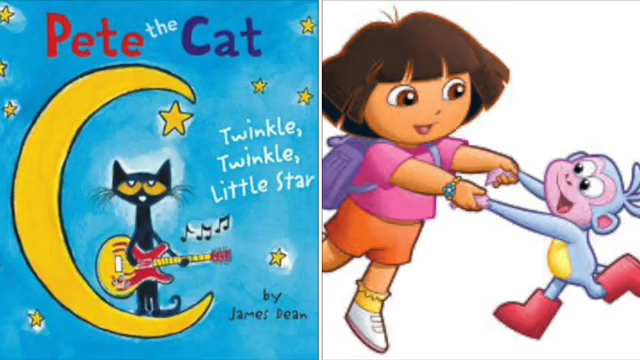 Pete the Cat
Twinkle,
Twinkle,
Little Star
by
James Dean